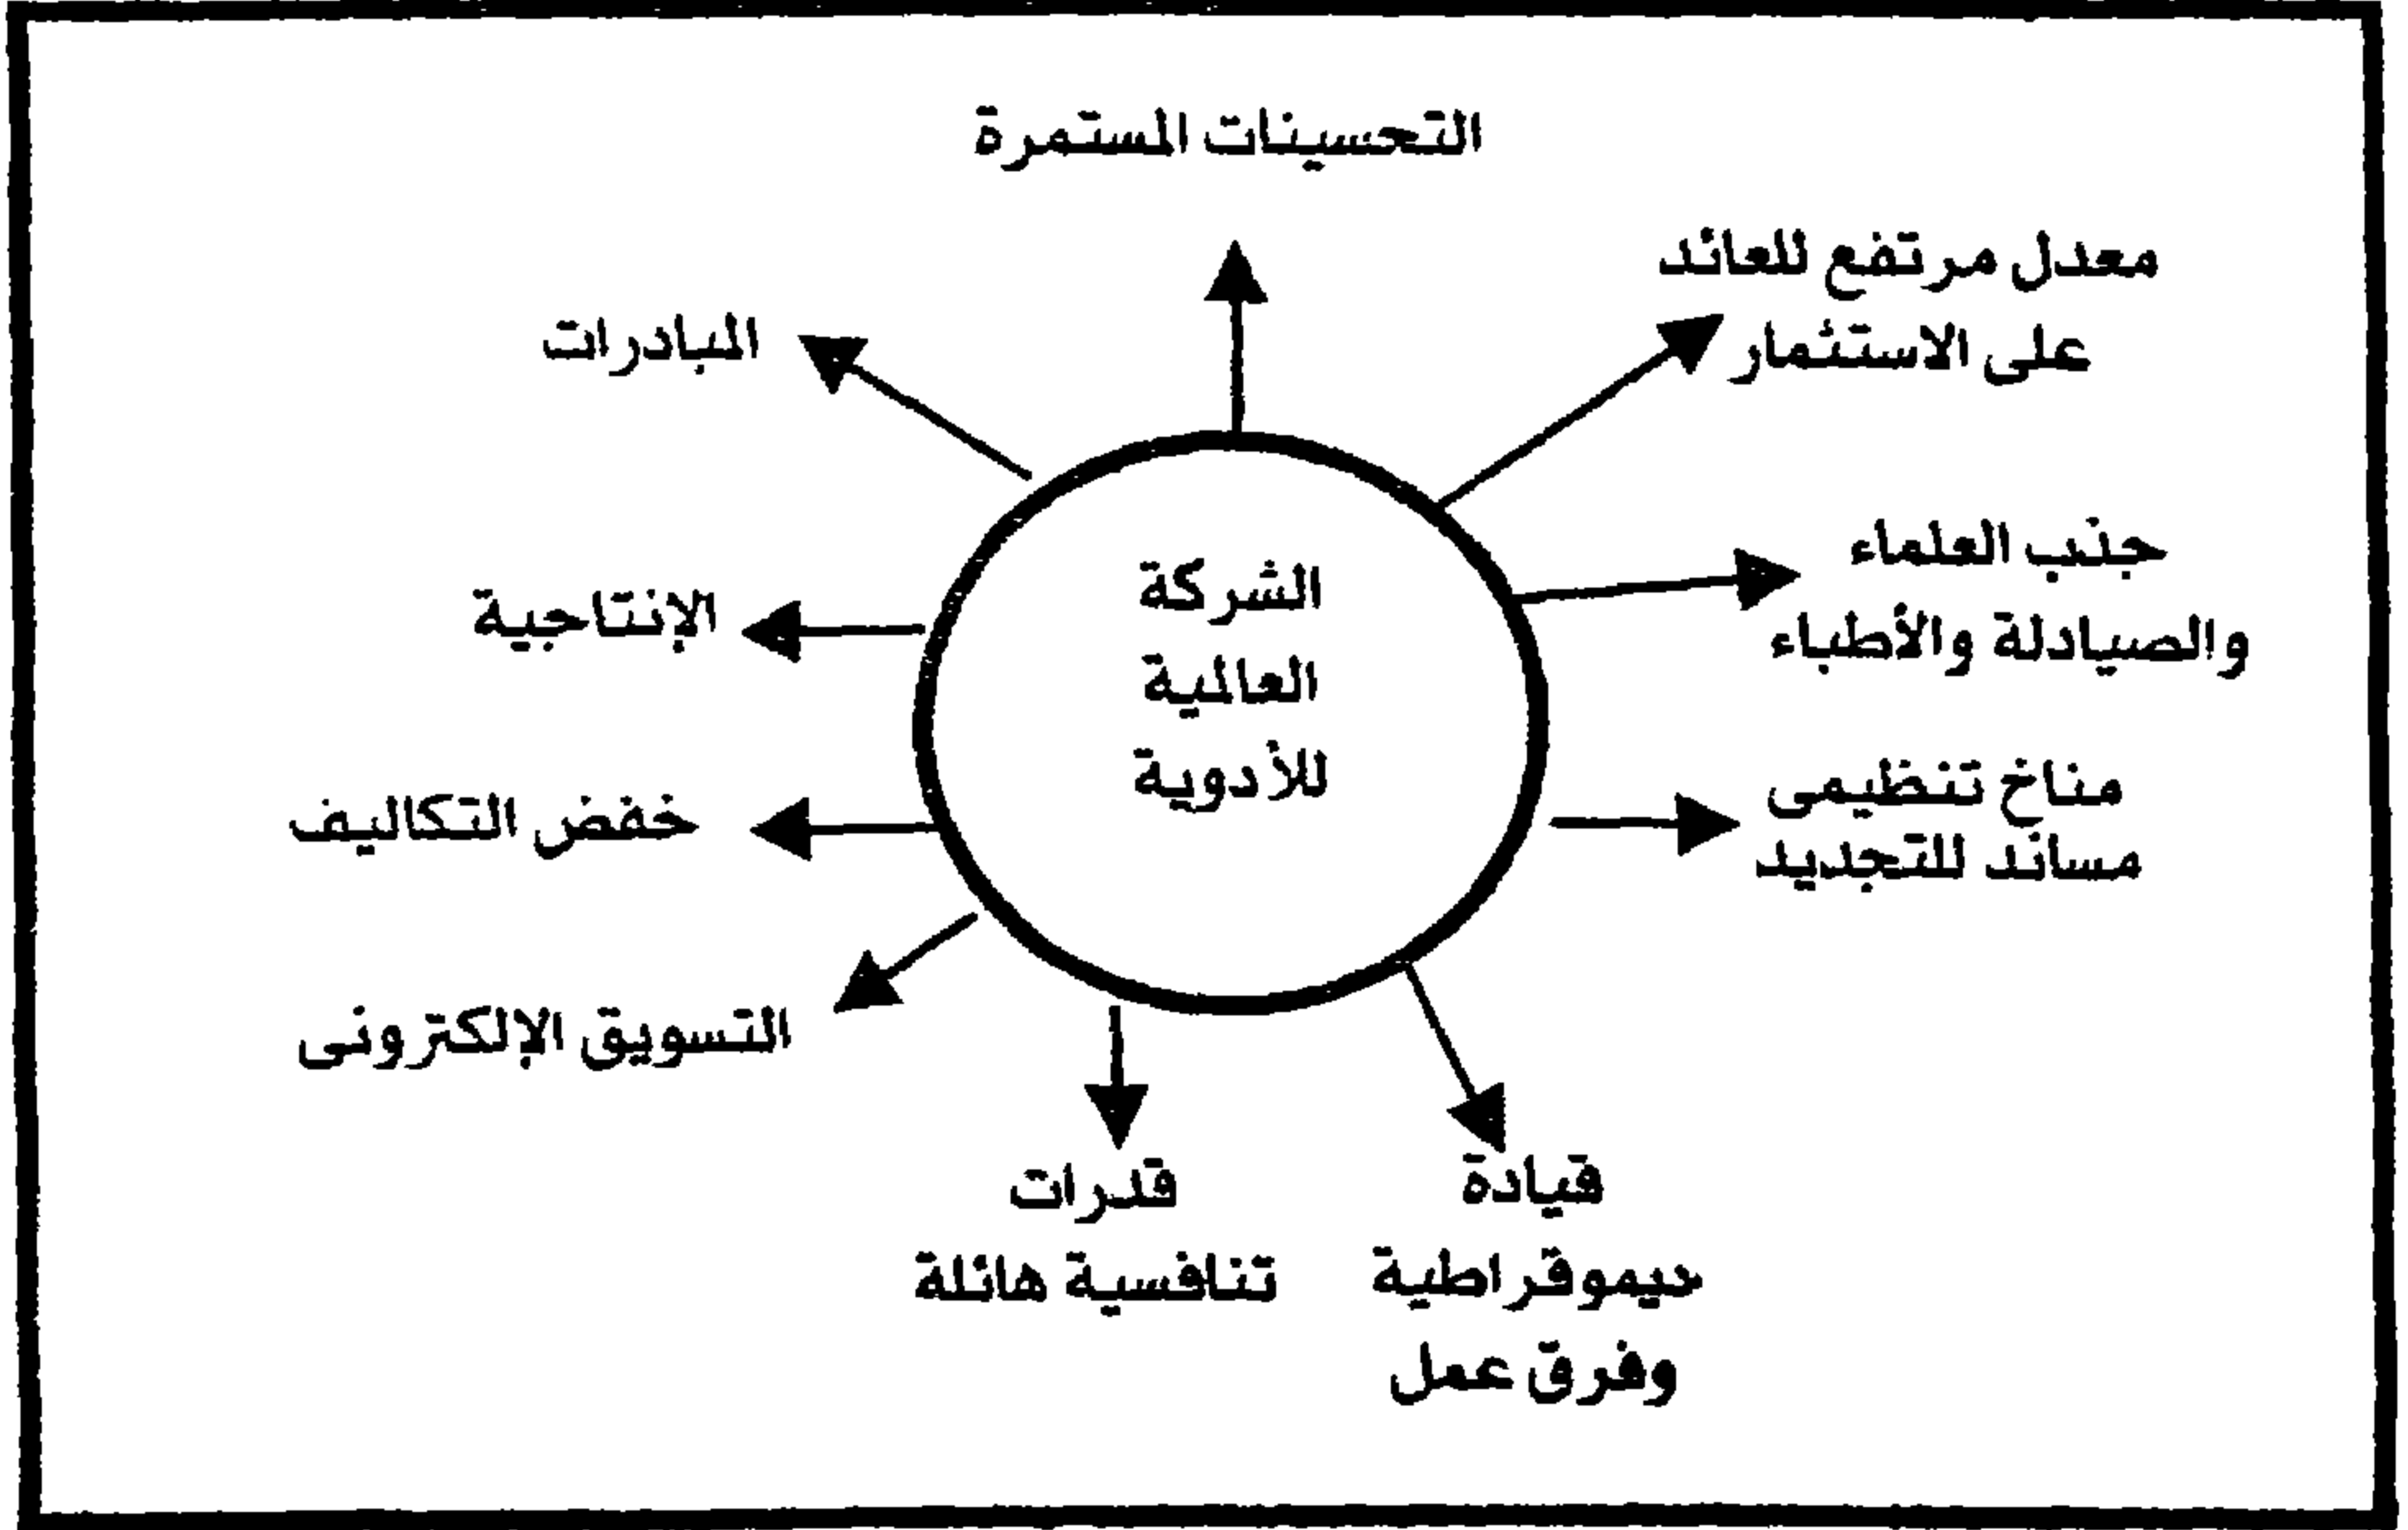 التحسينات المستمرة
معدل مرتفع للعائد
على الاستثمار
المبادرات
جنب العلماء
والصيادلة والأطباء
الإنتاجية
الشركة
العالمية
للأدوية
مناخ تنظيمى
مساند للتجديد
خفض التكاليف
التسويق الإلكترونى
قيادة
ديموقراطية
وفرق عمل
قدرات
تنافسية هائلة